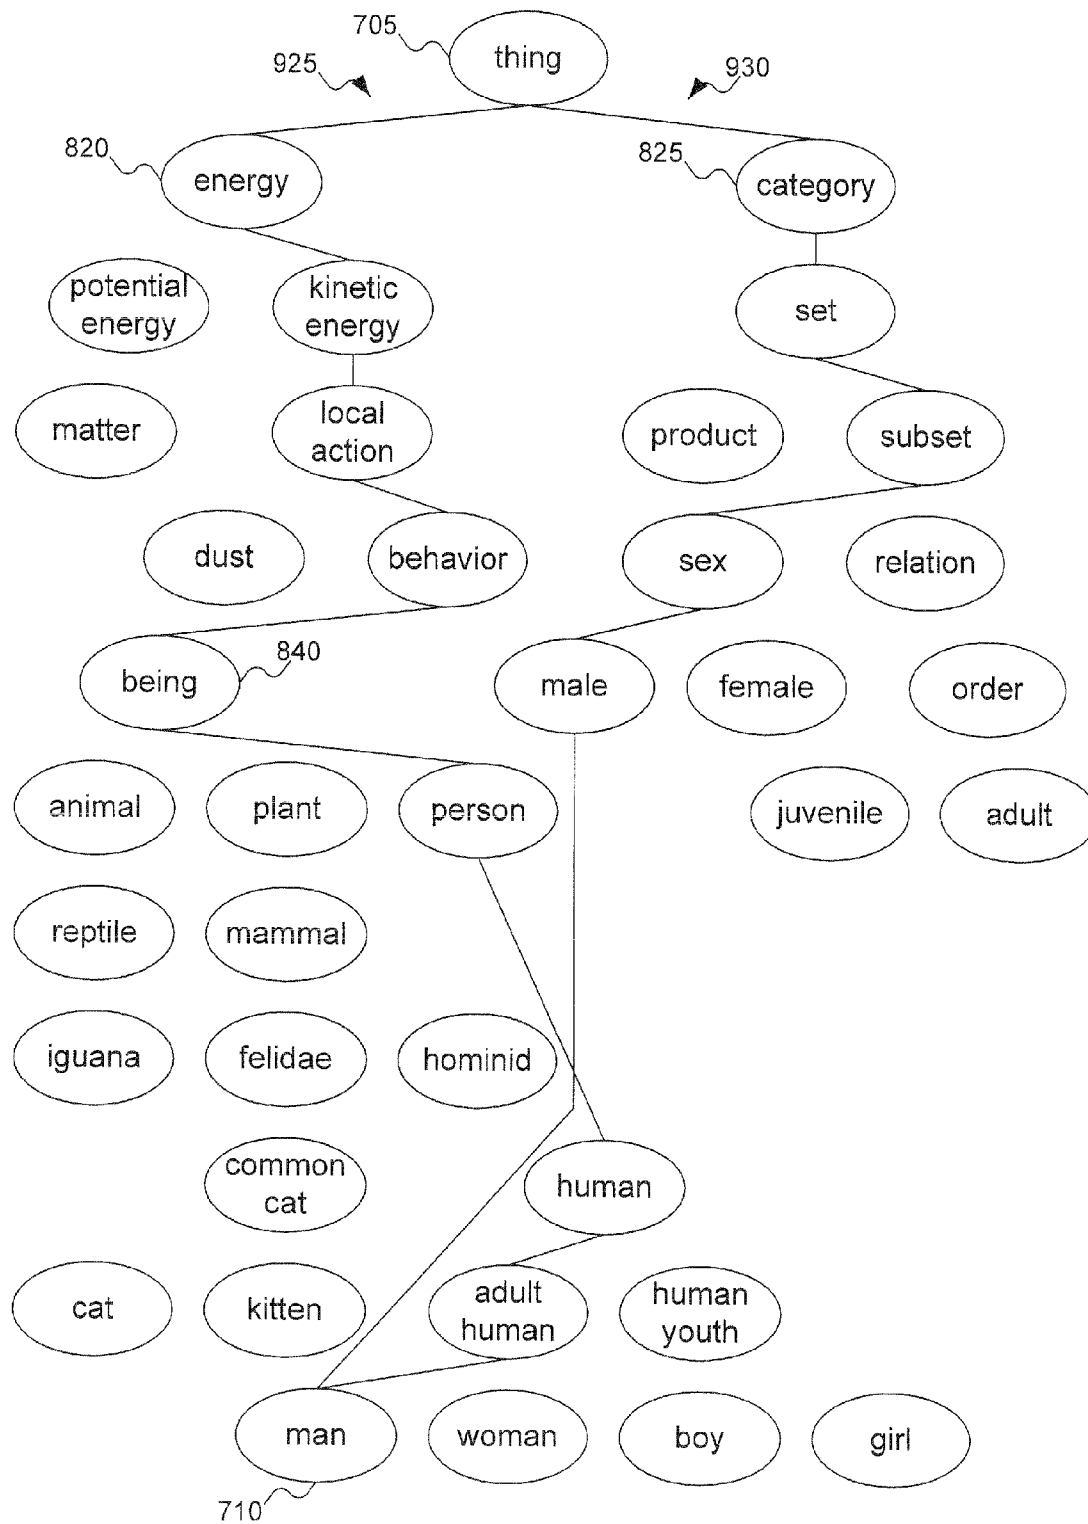 705
thing
925
930
820
energy
825
category
potential
energy
kinetic
energy
set
matter
local
action
product
subset
dust
behavior
sex
relation
being
840
male
female
order
animal
plant
person
juvenile
adult
reptile
mammal
iguana
felidae
hominid
common
cat
human
cat
kitten
adult
human
human
youth
man
woman
boy
girl
710